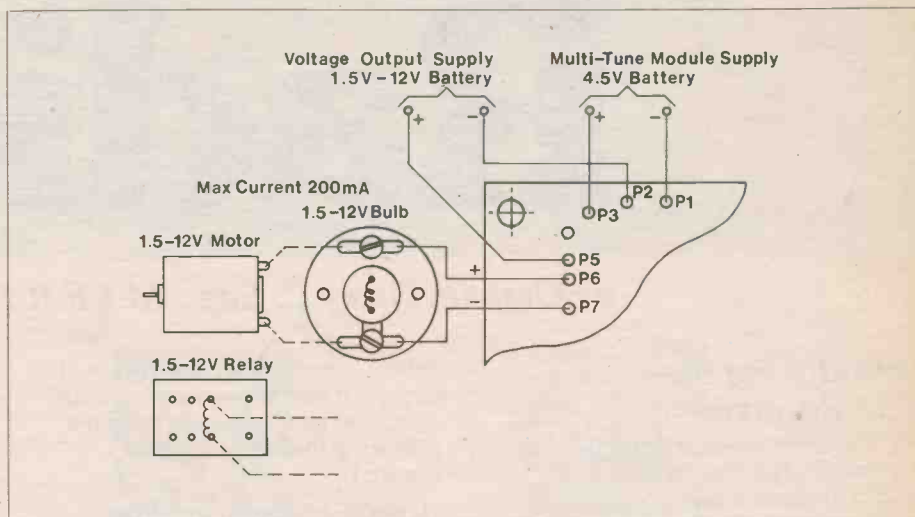 Voltage Output Supply
1.5V-12V Battery
Multi-Tune Module Supply
4.5V Battery
+
-
+
-
Max Current 200mA
1.5-12V Bulb
1.5-12V Motor
P3
P2
P1
P5
+
P6
-
P7
1.5-12V Relay